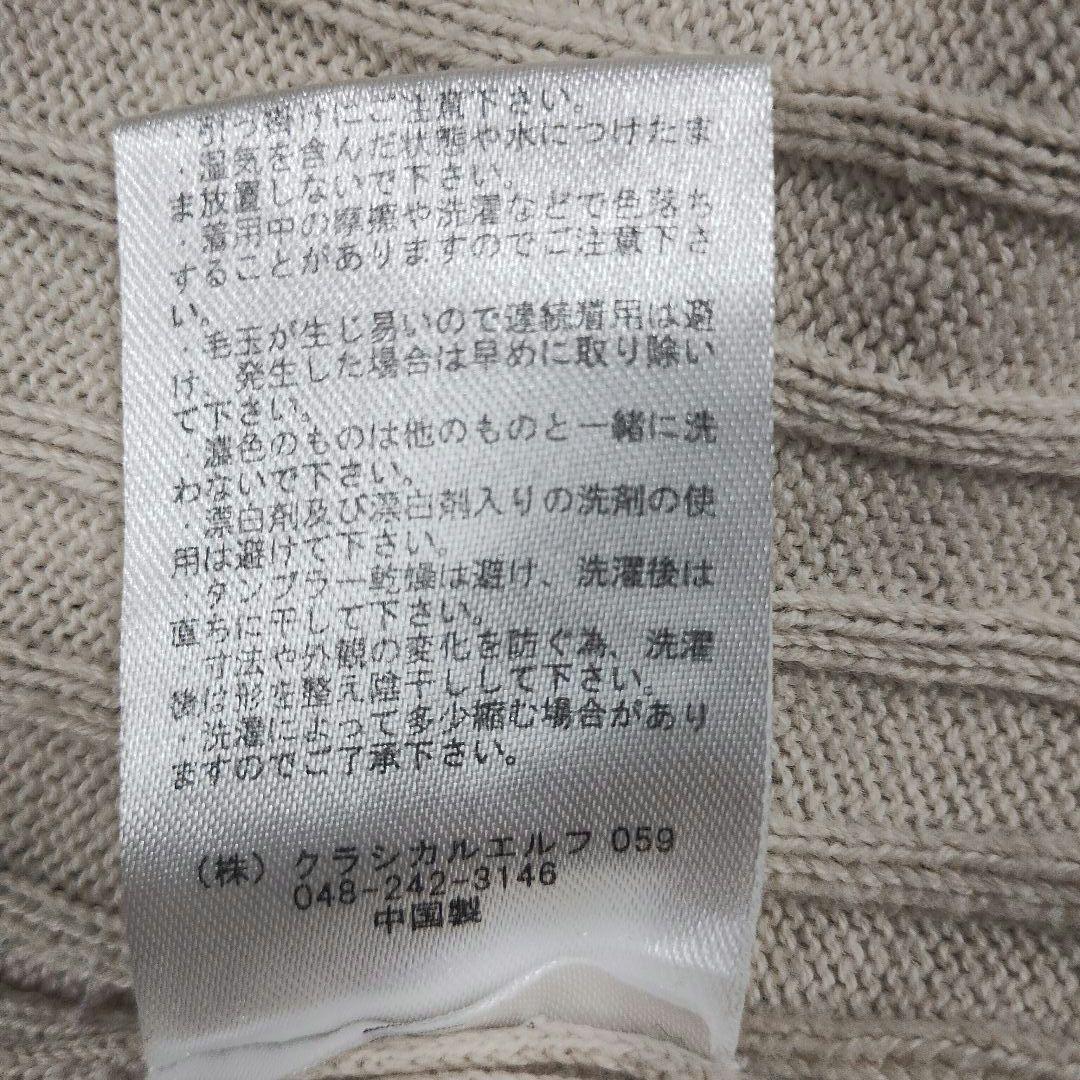 ・引っ掛けにご注意下さい。
・湿気を含んだ状態や水につけたま
ま放置しないで下さい。
・着用中の摩擦や洗濯などで色落ち
することがありますのでご注意下さ
い。
・毛玉が生じ易いので連続着用は避
け、発生した場合は早めに取り除い
て下さい。
・濃色のものは他のものと一緒に洗
わないで下さい。
・漂白剤及び漂白剤入りの洗剤の使
用は避けて下さい。
・タンブラー乾燥は避け、洗濯後は
直ちに干して下さい。
・寸法や外観の変化を防ぐ為、洗濯
後は形を整え陰干しして下さい。
・洗濯によって多少縮む場合があり
ますのでご了承下さい。
（株）クラシカルエルフ 059
048-242-3146
中国製